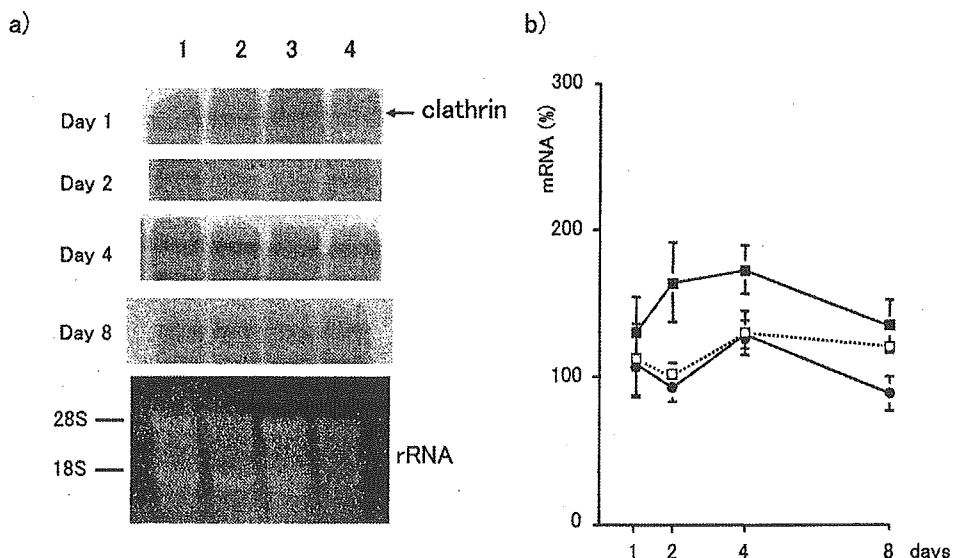 a)
1 2 3 4
Day 1
clathrin
Day 2
Day 4
Day 8
28S
18S
rRNA
b)
mRNA (%)
300
200
100
0
1 2 4 8 days